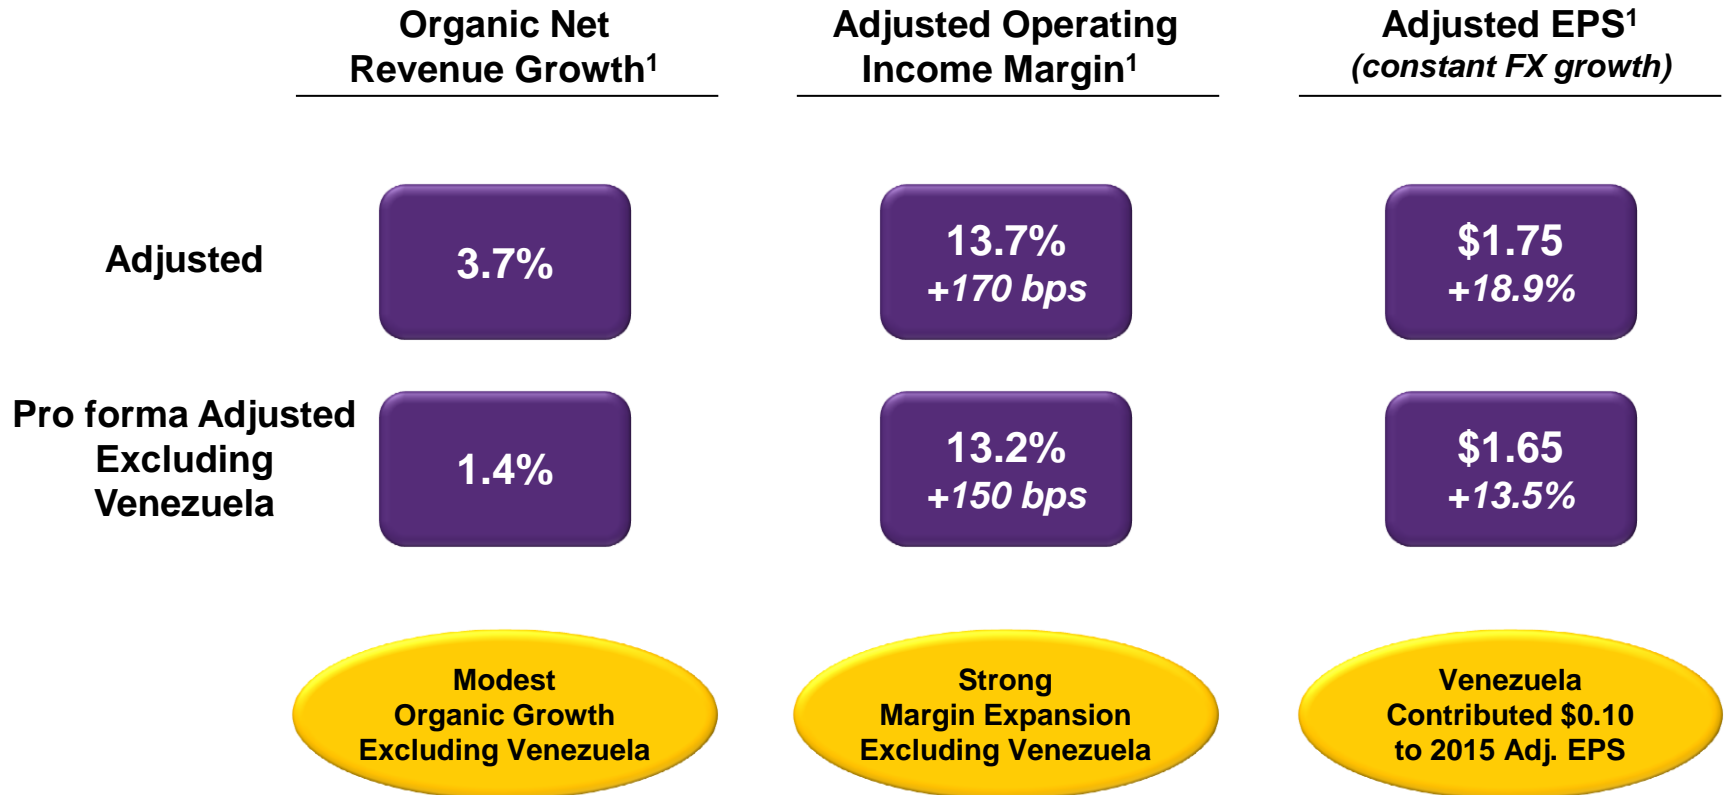 Organic Net
Revenue Growth¹
Adjusted Operating
Income Margin¹
Adjusted EPS¹
(constant FX growth)
Adjusted
3.7%
13.7%
+170 bps
$1.75
+18.9%
Pro forma Adjusted
Excluding
Venezuela
1.4%
13.2%
+150 bps
$1.65
+13.5%
Modest
Organic Growth
Excluding Venezuela
Strong
Margin Expansion
Excluding Venezuela
Venezuela
Contributed $0.10
to 2015 Adj. EPS